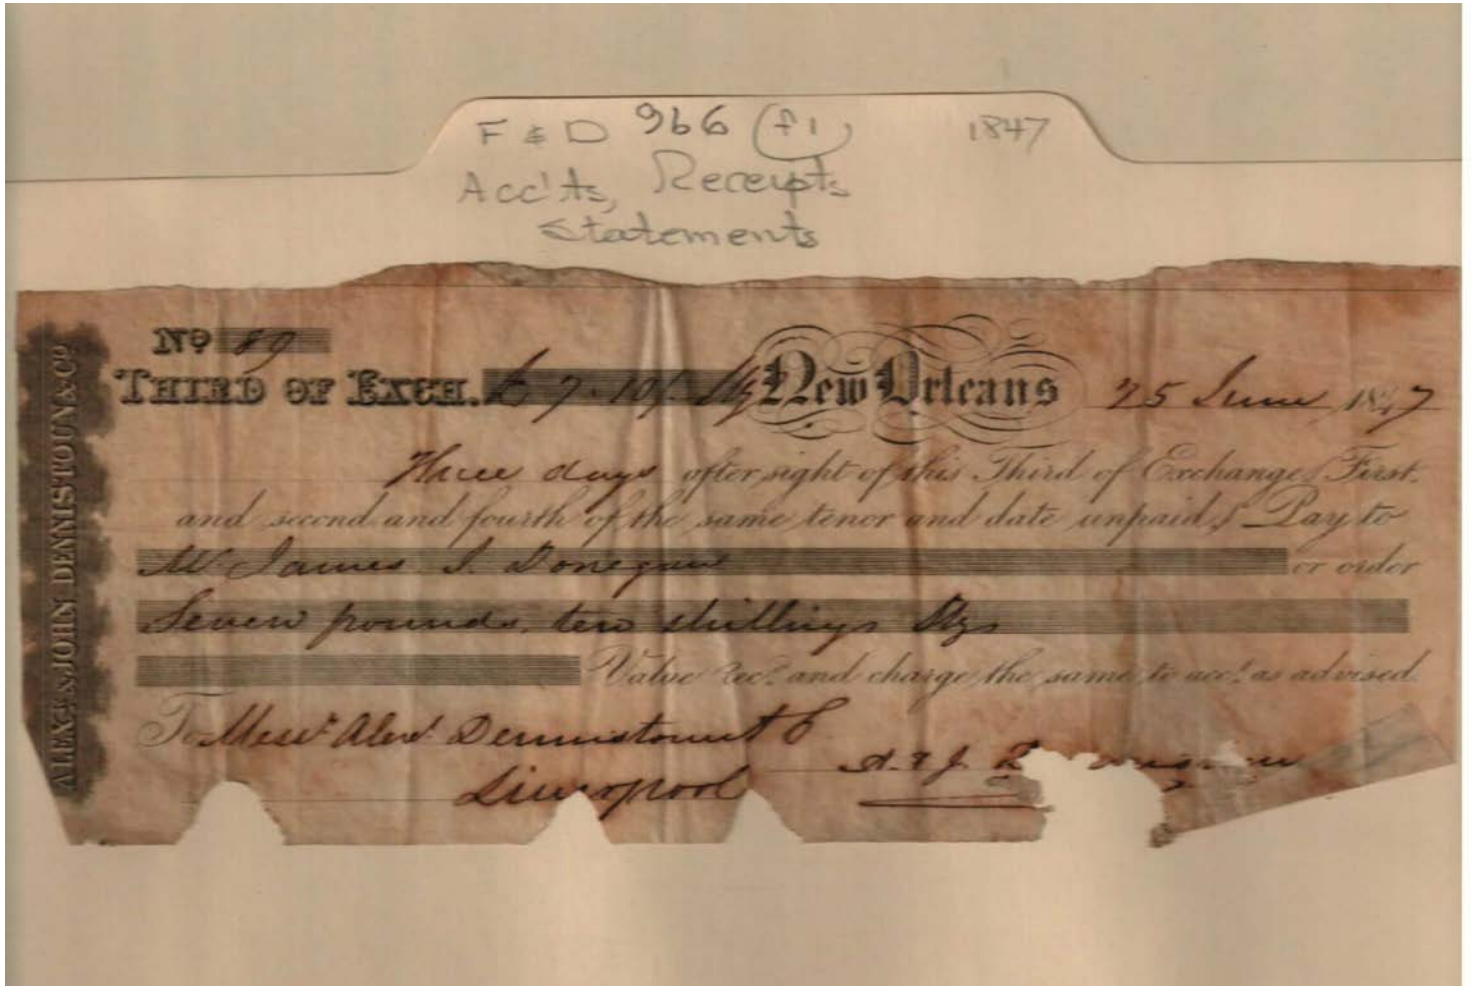 F & D 966 (f1) 1847
Acc'ts, Receipts
Statements
ALEXR & JOHN DENNISTOUN & CO
No 89
THIRD OF EXCH. £ 7.10/. Stg New Orleans 25 June 1847
Three days after sight of this Third of Exchange (First.
and second and fourth of the same tenor and date unpaid) Pay to
Mr James J. Donegan or order
Seven pounds, ten shillings Stg
Value recd and charge the same to acct as advised.
To Messrs Alexr Dennistoun & Co
Liverpool A. & J.